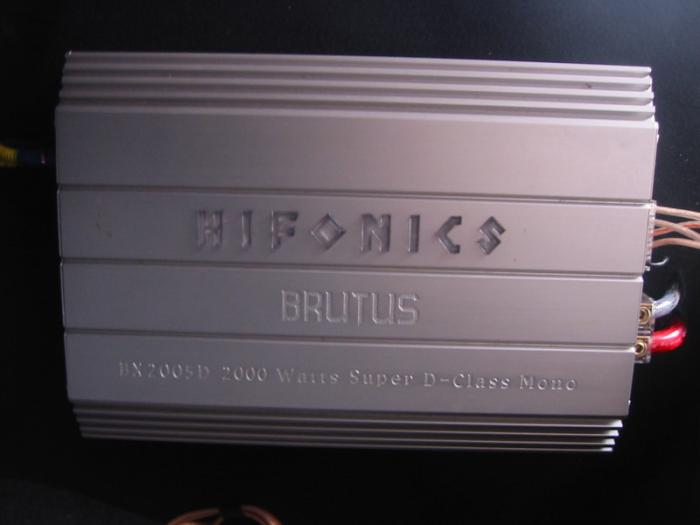 HIFONICS
BRUTUS
BX2005D 2000 Watts Super D-Class Mono